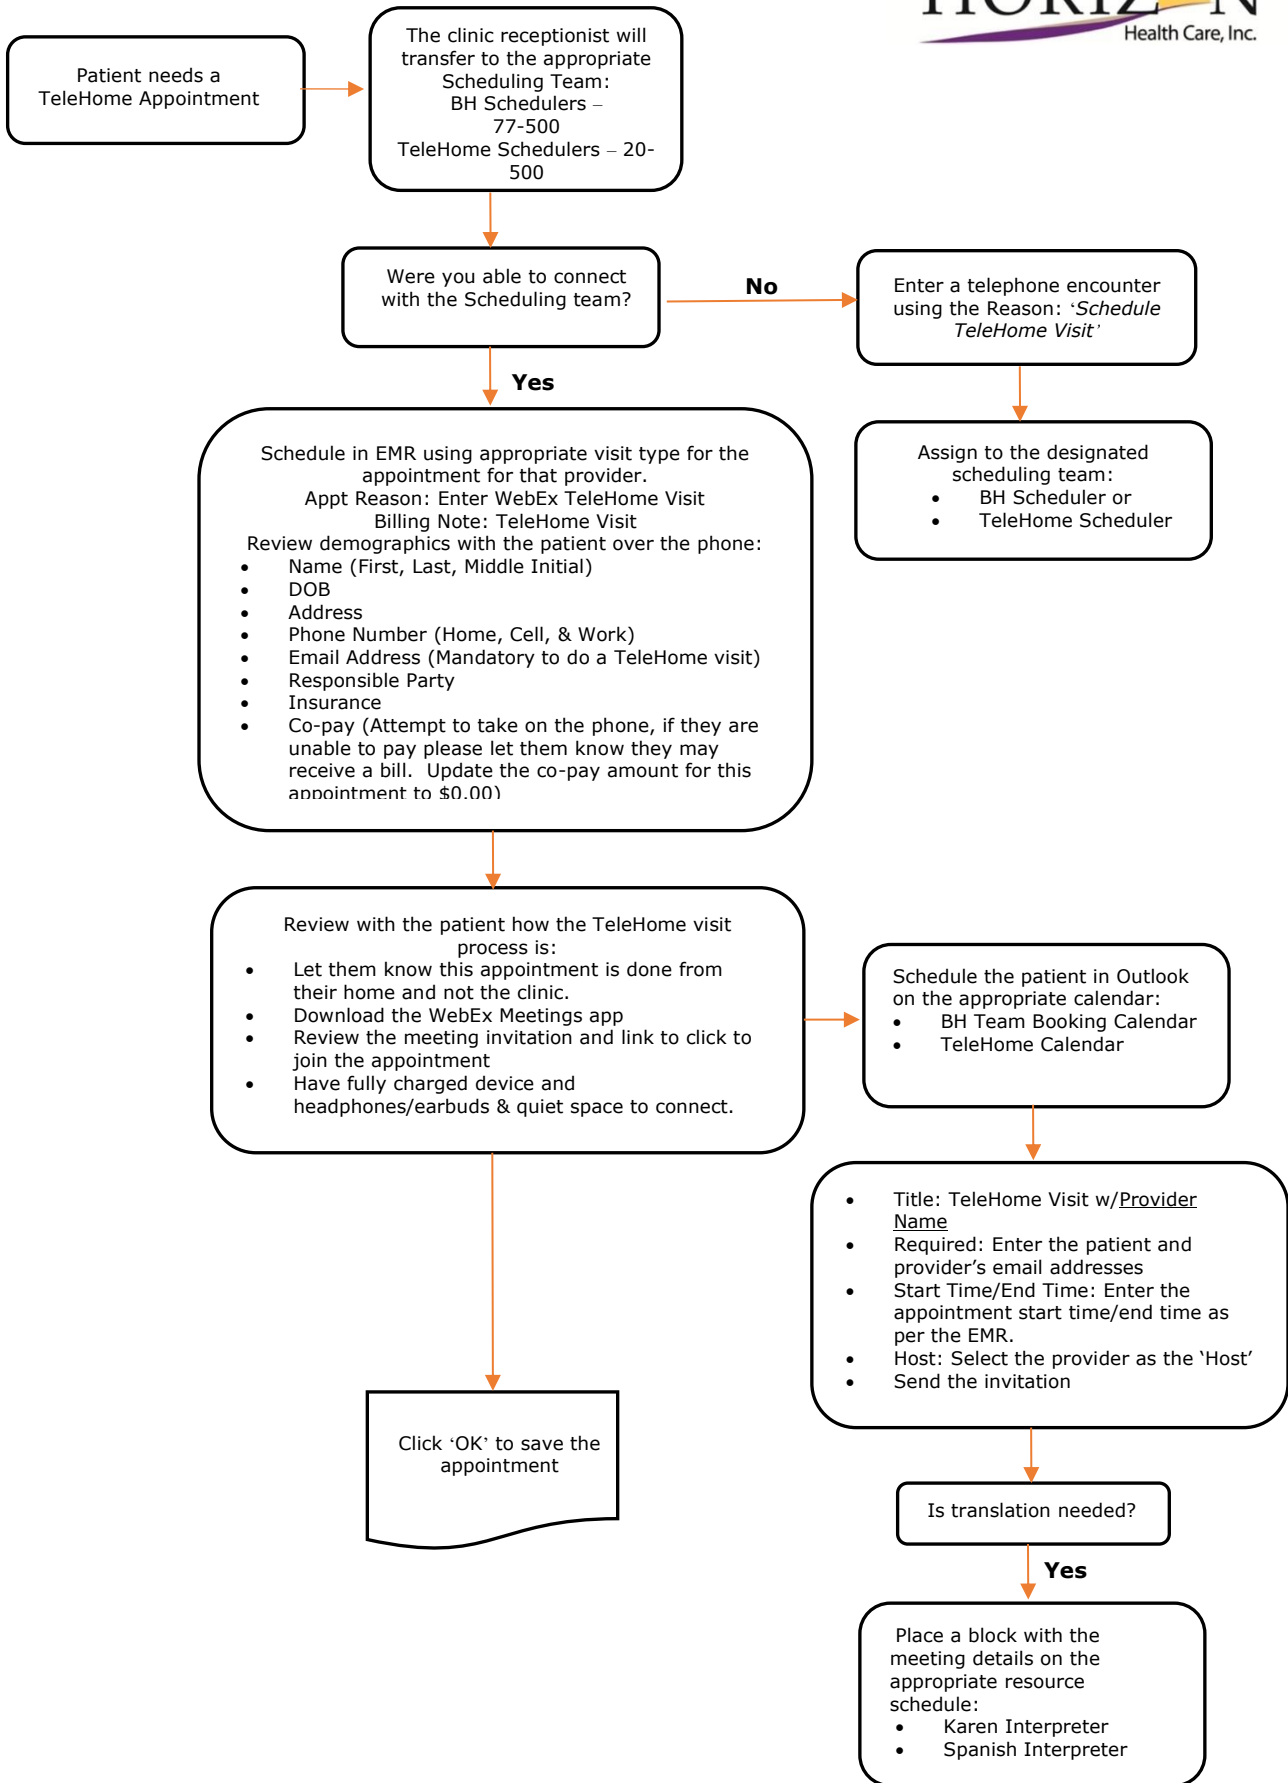 HORIZON
Health Care, Inc.
Patient needs a
TeleHome Appointment
The clinic receptionist will
transfer to the appropriate
Scheduling Team:
BH Schedulers –
77-500
TeleHome Schedulers – 20-
500
Were you able to connect
with the Scheduling team?
No
Enter a telephone encounter
using the Reason: ‘Schedule
TeleHome Visit’
Yes
Assign to the designated
scheduling team:
• BH Scheduler or
• TeleHome Scheduler
Schedule in EMR using appropriate visit type for the
appointment for that provider.
Appt Reason: Enter WebEx TeleHome Visit
Billing Note: TeleHome Visit
Review demographics with the patient over the phone:
• Name (First, Last, Middle Initial)
• DOB
• Address
• Phone Number (Home, Cell, & Work)
• Email Address (Mandatory to do a TeleHome visit)
• Responsible Party
• Insurance
• Co-pay (Attempt to take on the phone, if they are
unable to pay please let them know they may
receive a bill.  Update the co-pay amount for this
appointment to $0.00)
Review with the patient how the TeleHome visit
process is:
• Let them know this appointment is done from
their home and not the clinic.
• Download the WebEx Meetings app
• Review the meeting invitation and link to click to
join the appointment
• Have fully charged device and
headphones/earbuds & quiet space to connect.
Schedule the patient in Outlook
on the appropriate calendar:
• BH Team Booking Calendar
• TeleHome Calendar
• Title: TeleHome Visit w/Provider
Name
• Required: Enter the patient and
provider’s email addresses
• Start Time/End Time: Enter the
appointment start time/end time as
per the EMR.
• Host: Select the provider as the ‘Host’
• Send the invitation
Click ‘OK’ to save the
appointment
Is translation needed?
Yes
Place a block with the
meeting details on the
appropriate resource
schedule:
• Karen Interpreter
• Spanish Interpreter